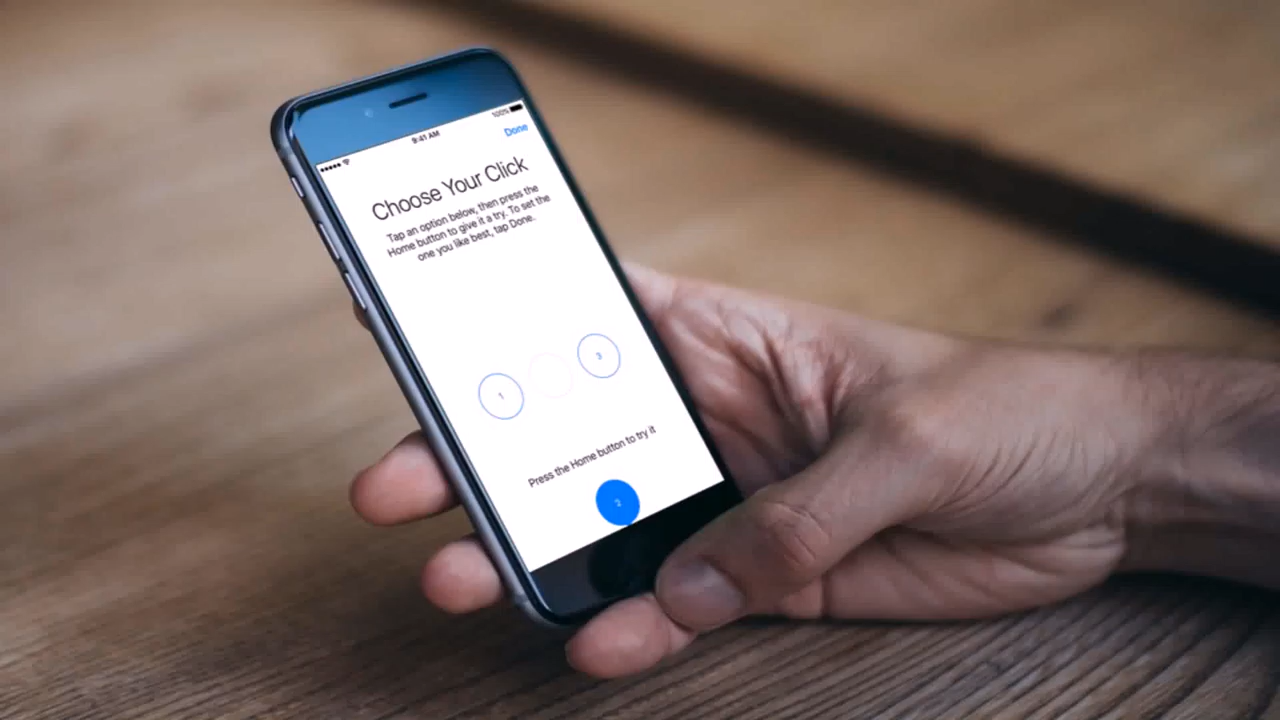 9:41 AM
100%
Done
Choose Your Click
Tap an option below, then press the
Home button to give it a try. To set the
one you like best, tap Done.
1
3
Press the Home button to try it
2